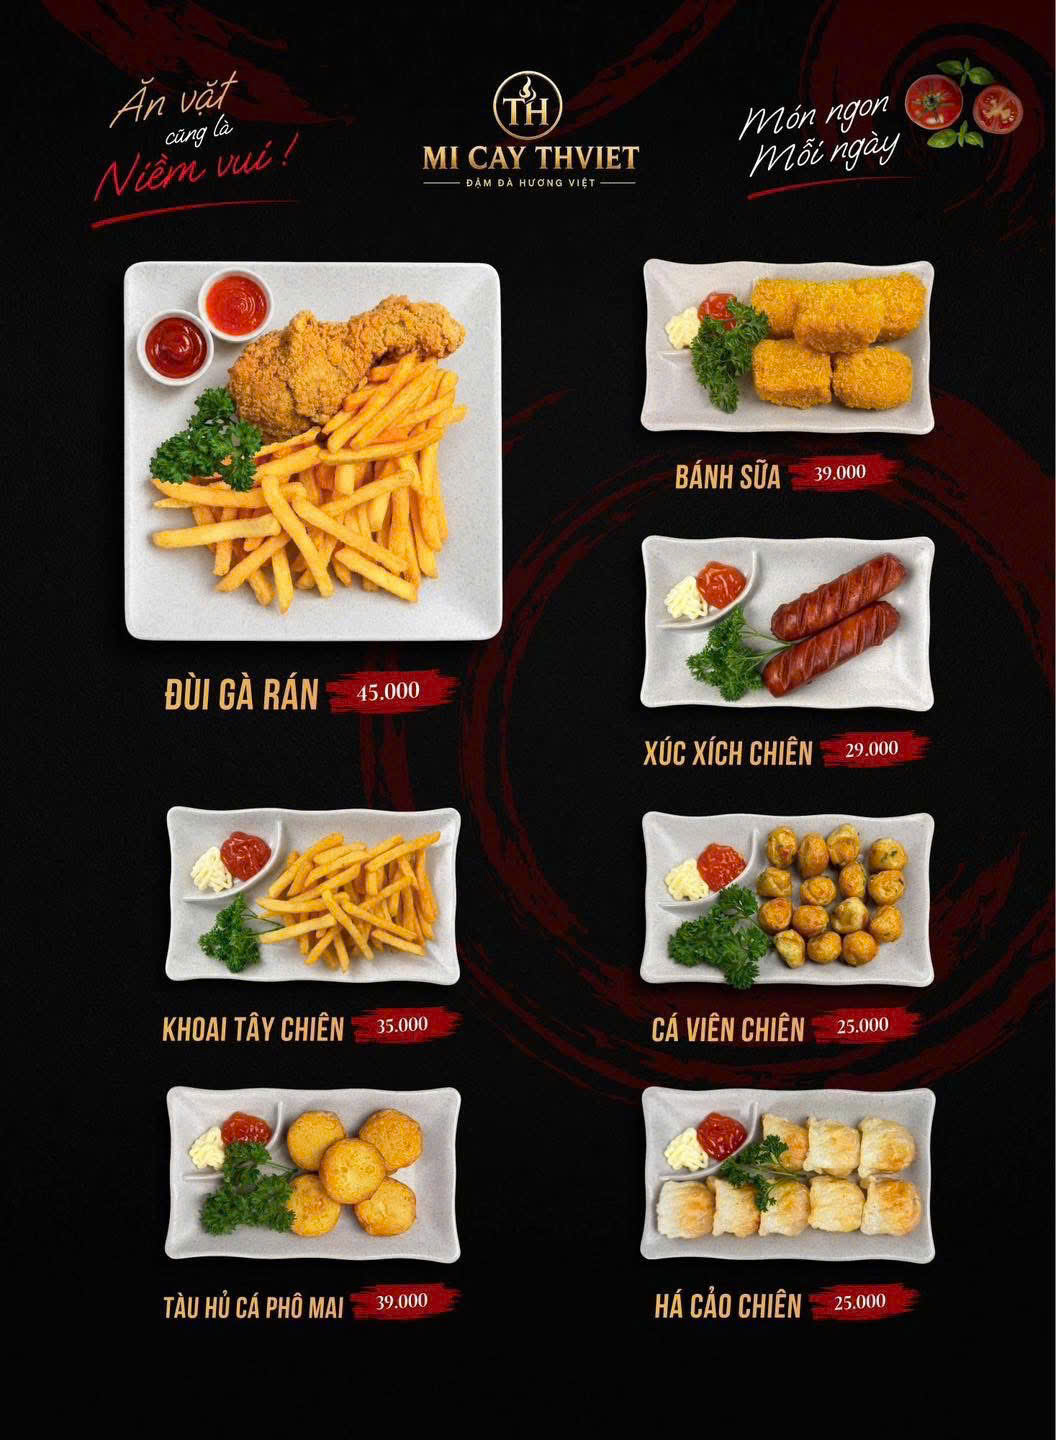 Ăn vặt
cũng là
Niềm vui !
TH
MI CAY THVIET
ĐẬM ĐÀ HƯƠNG VIỆT
Món ngon
Mỗi ngày
ĐÙI GÀ RÁN 45.000
BÁNH SỮA 39.000
XÚC XÍCH CHIÊN 29.000
KHOAI TÂY CHIÊN 35.000
CÁ VIÊN CHIÊN 25.000
TÀU HỦ CÁ PHÔ MAI 39.000
HÁ CẢO CHIÊN 25.000